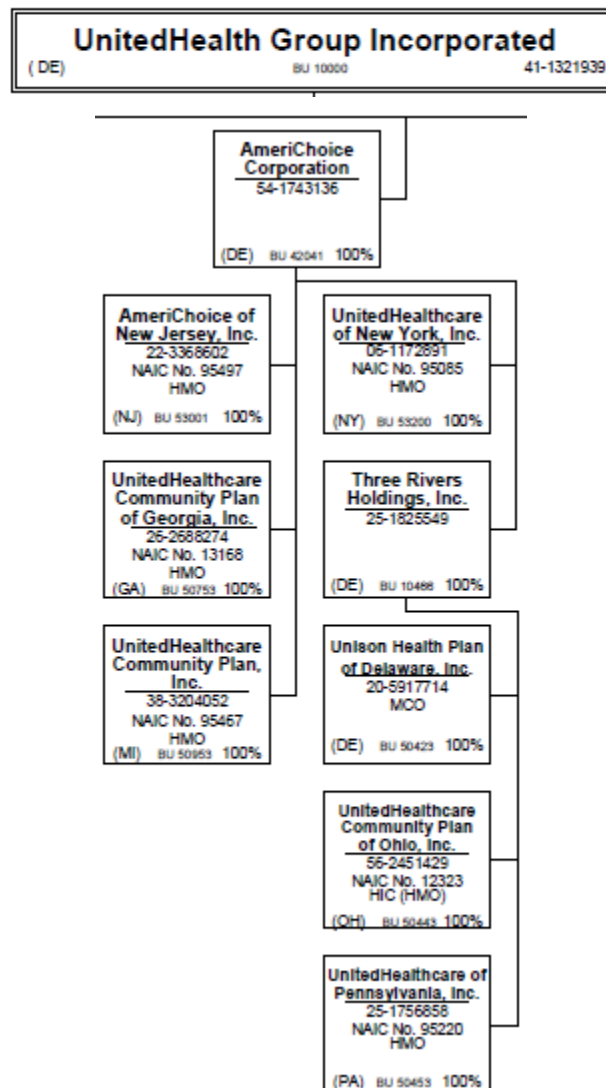 UnitedHealth Group Incorporated
( DE) BU 10000 41-1321939
AmeriChoice
Corporation
54-1743136
(DE) BU 42041 100%
AmeriChoice of
New Jersey, Inc.
22-3368602
NAIC No. 95497
HMO
(NJ) BU 53001 100%
UnitedHealthcare
of New York, Inc.
06-1172891
NAIC No. 95085
HMO
(NY) BU 53200 100%
UnitedHealthcare
Community Plan
of Georgia, Inc.
26-2688274
NAIC No. 13168
HMO
(GA) BU 50753 100%
Three Rivers
Holdings, Inc.
25-1825549
(DE) BU 10466 100%
UnitedHealthcare
Community Plan,
Inc.
38-3204052
NAIC No. 95467
HMO
(MI) BU 50953 100%
Unison Health Plan
of Delaware, Inc.
20-5917714
MCO
(DE) BU 50423 100%
UnitedHealthcare
Community Plan
of Ohio, Inc.
56-2451429
NAIC No. 12323
HIC (HMO)
(OH) BU 50443 100%
UnitedHealthcare of
Pennsylvania, Inc.
25-1756858
NAIC No. 95220
HMO
(PA) BU 50453 100%